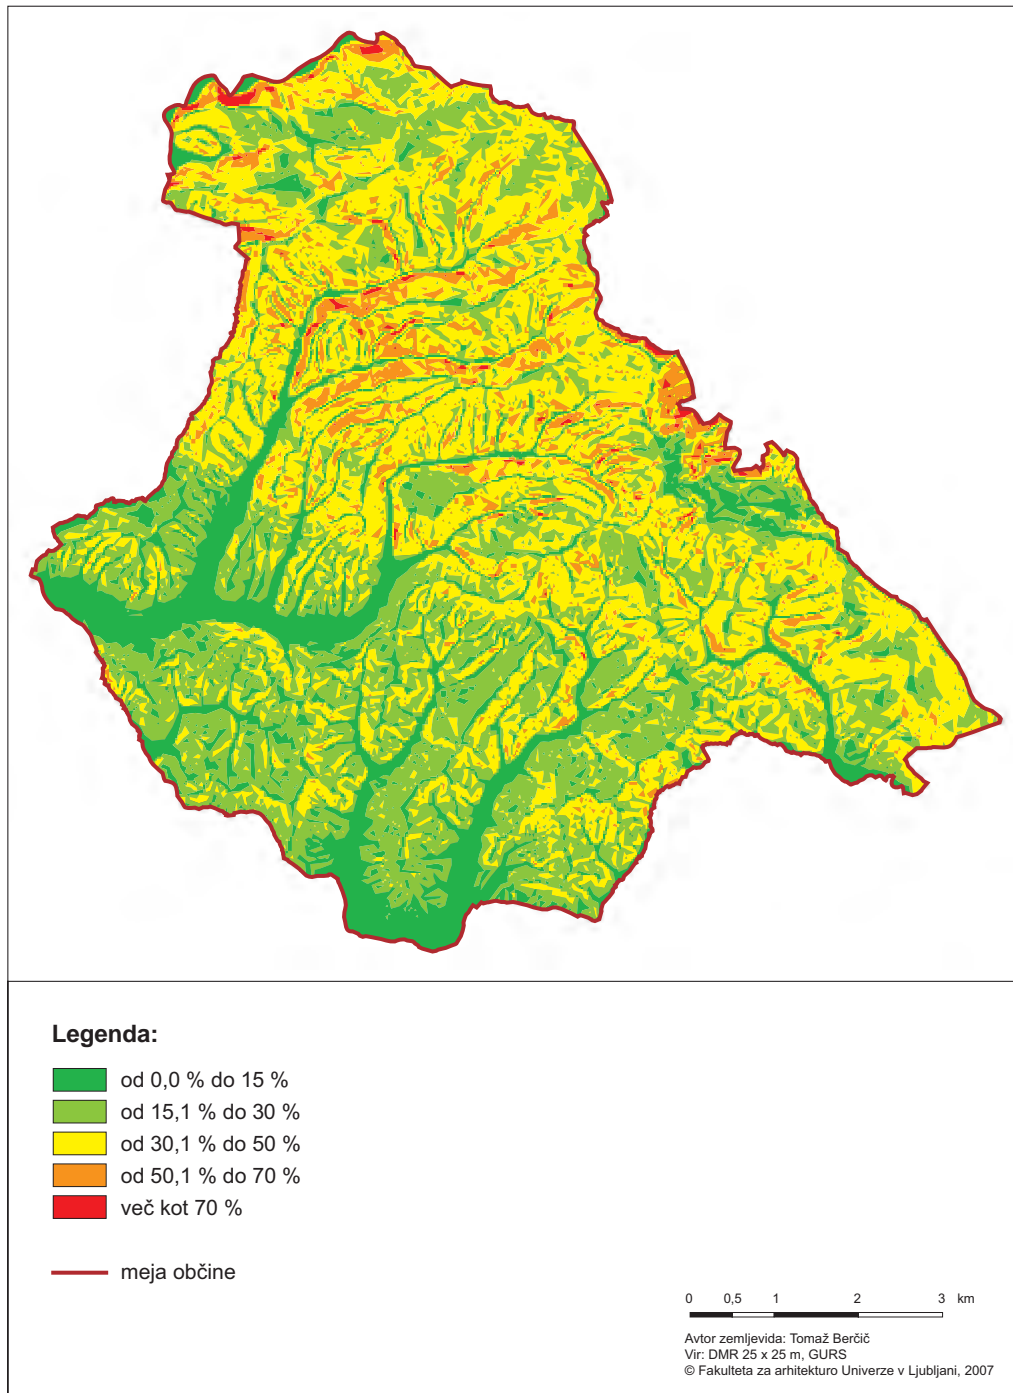 Legenda:
od 0,0 % do 15 %
od 15,1 % do 30 %
od 30,1 % do 50 %
od 50,1 % do 70 %
več kot 70 %
meja občine
0 0,5 1 2 3 km
Avtor zemljevida: Tomaž Berčič
Vir: DMR 25 x 25 m, GURS
© Fakulteta za arhitekturo Univerze v Ljubljani, 2007